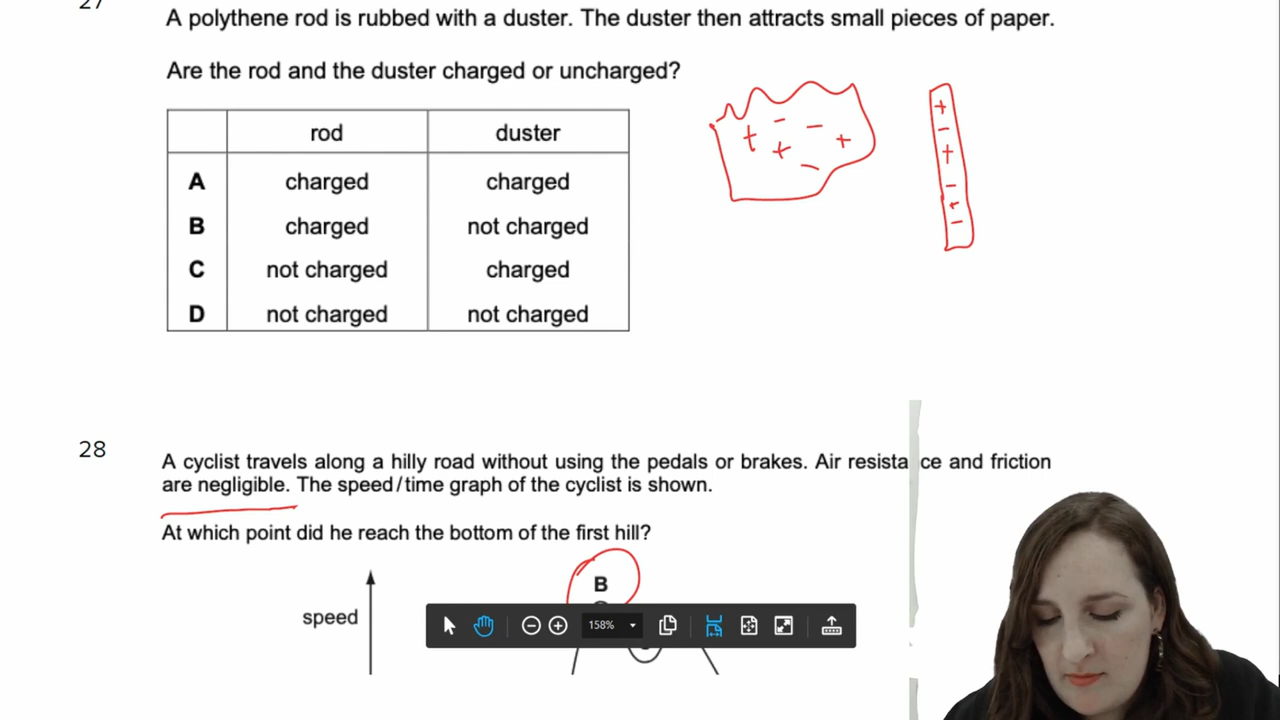 27
A polythene rod is rubbed with a duster. The duster then attracts small pieces of paper.
Are the rod and the duster charged or uncharged?
rod duster
A charged charged
B charged not charged
C not charged charged
D not charged not charged
+ - - + + -
+ - + - + -
28
A cyclist travels along a hilly road without using the pedals or brakes. Air resista ce and friction
are negligible. The speed/time graph of the cyclist is shown.
At which point did he reach the bottom of the first hill?
B
speed
158%